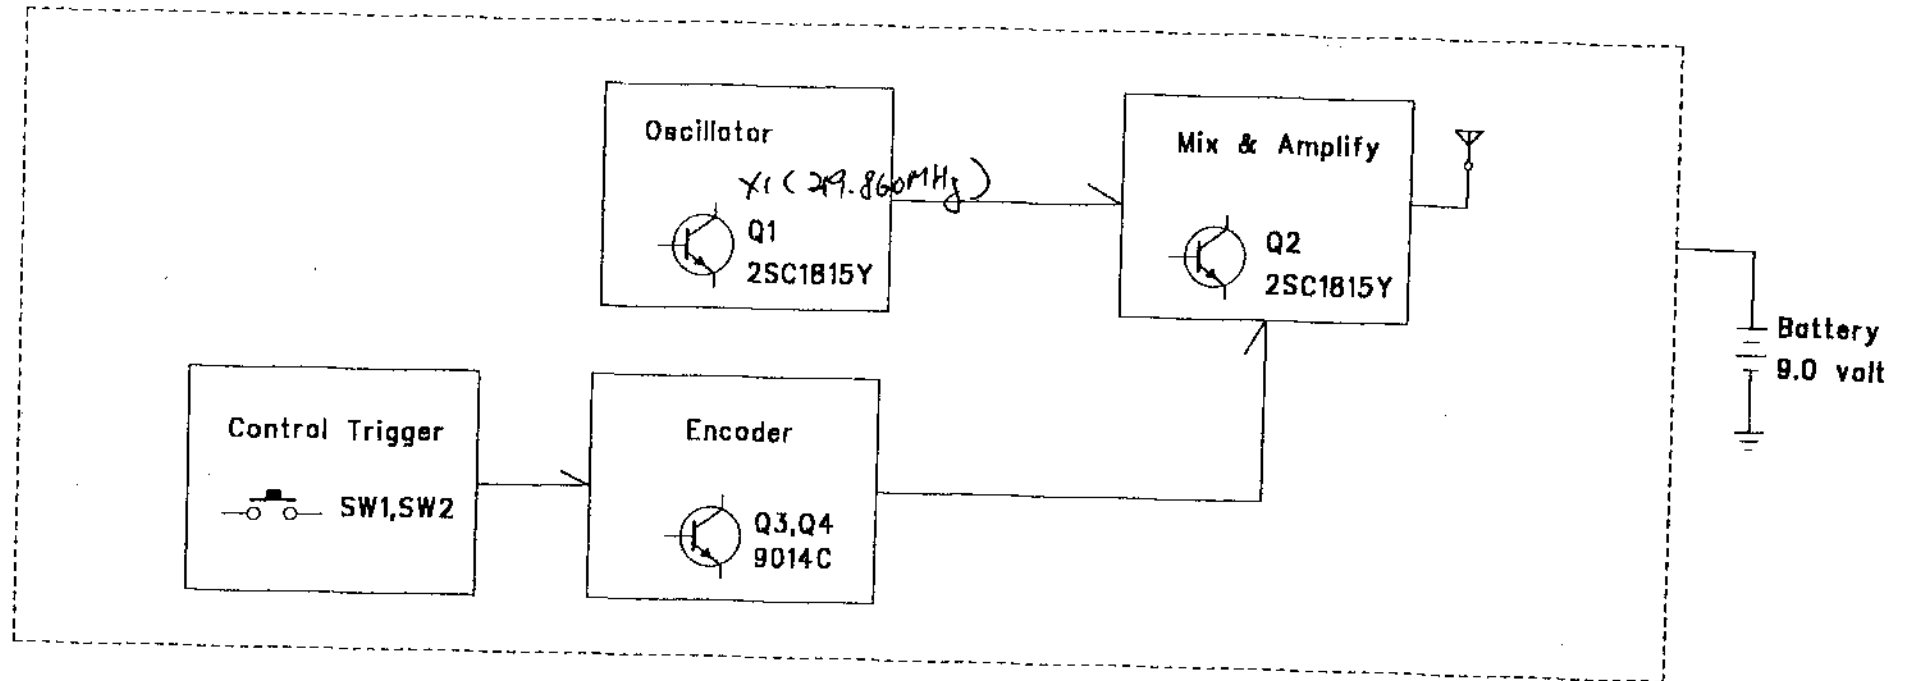 Oscillator
Q1
2SC1815Y
Mix & Amplify
Q2
2SC1815Y
Battery
9.0 volt
Control Trigger
SW1,SW2
Encoder
Q3,Q4
9014C